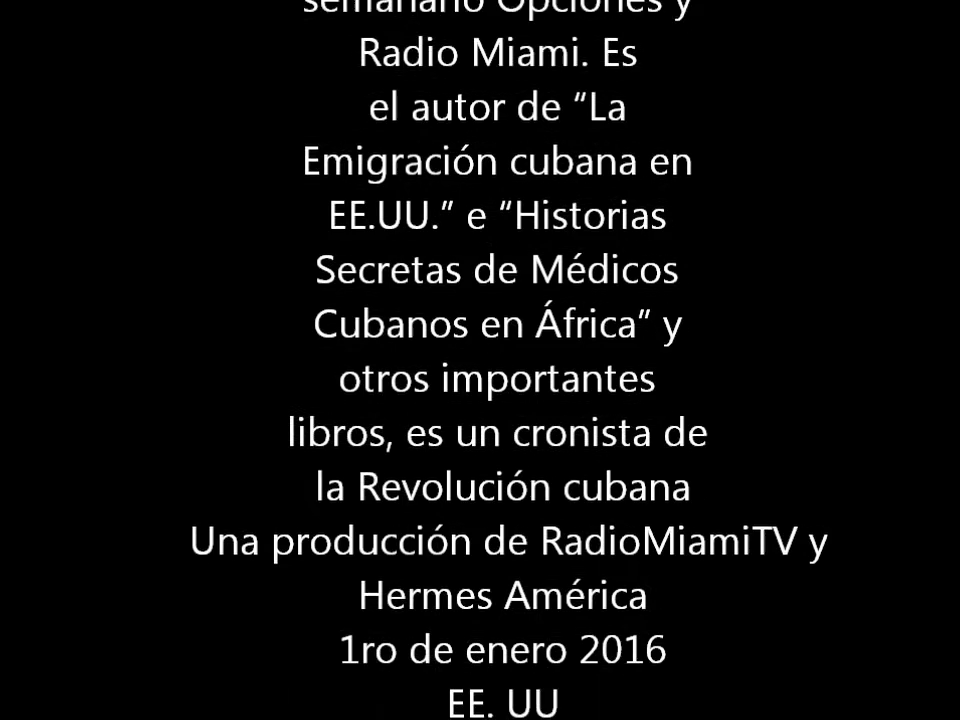 semanario Opciones y
Radio Miami. Es
el autor de “La
Emigración cubana en
EE.UU.” e “Historias
Secretas de Médicos
Cubanos en África” y
otros importantes
libros, es un cronista de
la Revolución cubana
Una producción de RadioMiamiTV y
Hermes América
1ro de enero 2016
EE. UU